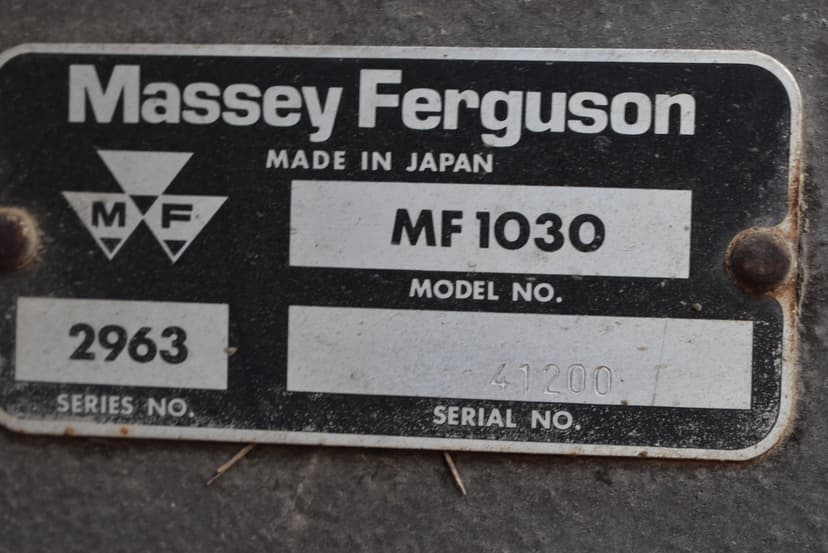 Massey Ferguson
MADE IN JAPAN
M F
MF 1030
MODEL NO.
2963
SERIES NO.
41200
SERIAL NO.